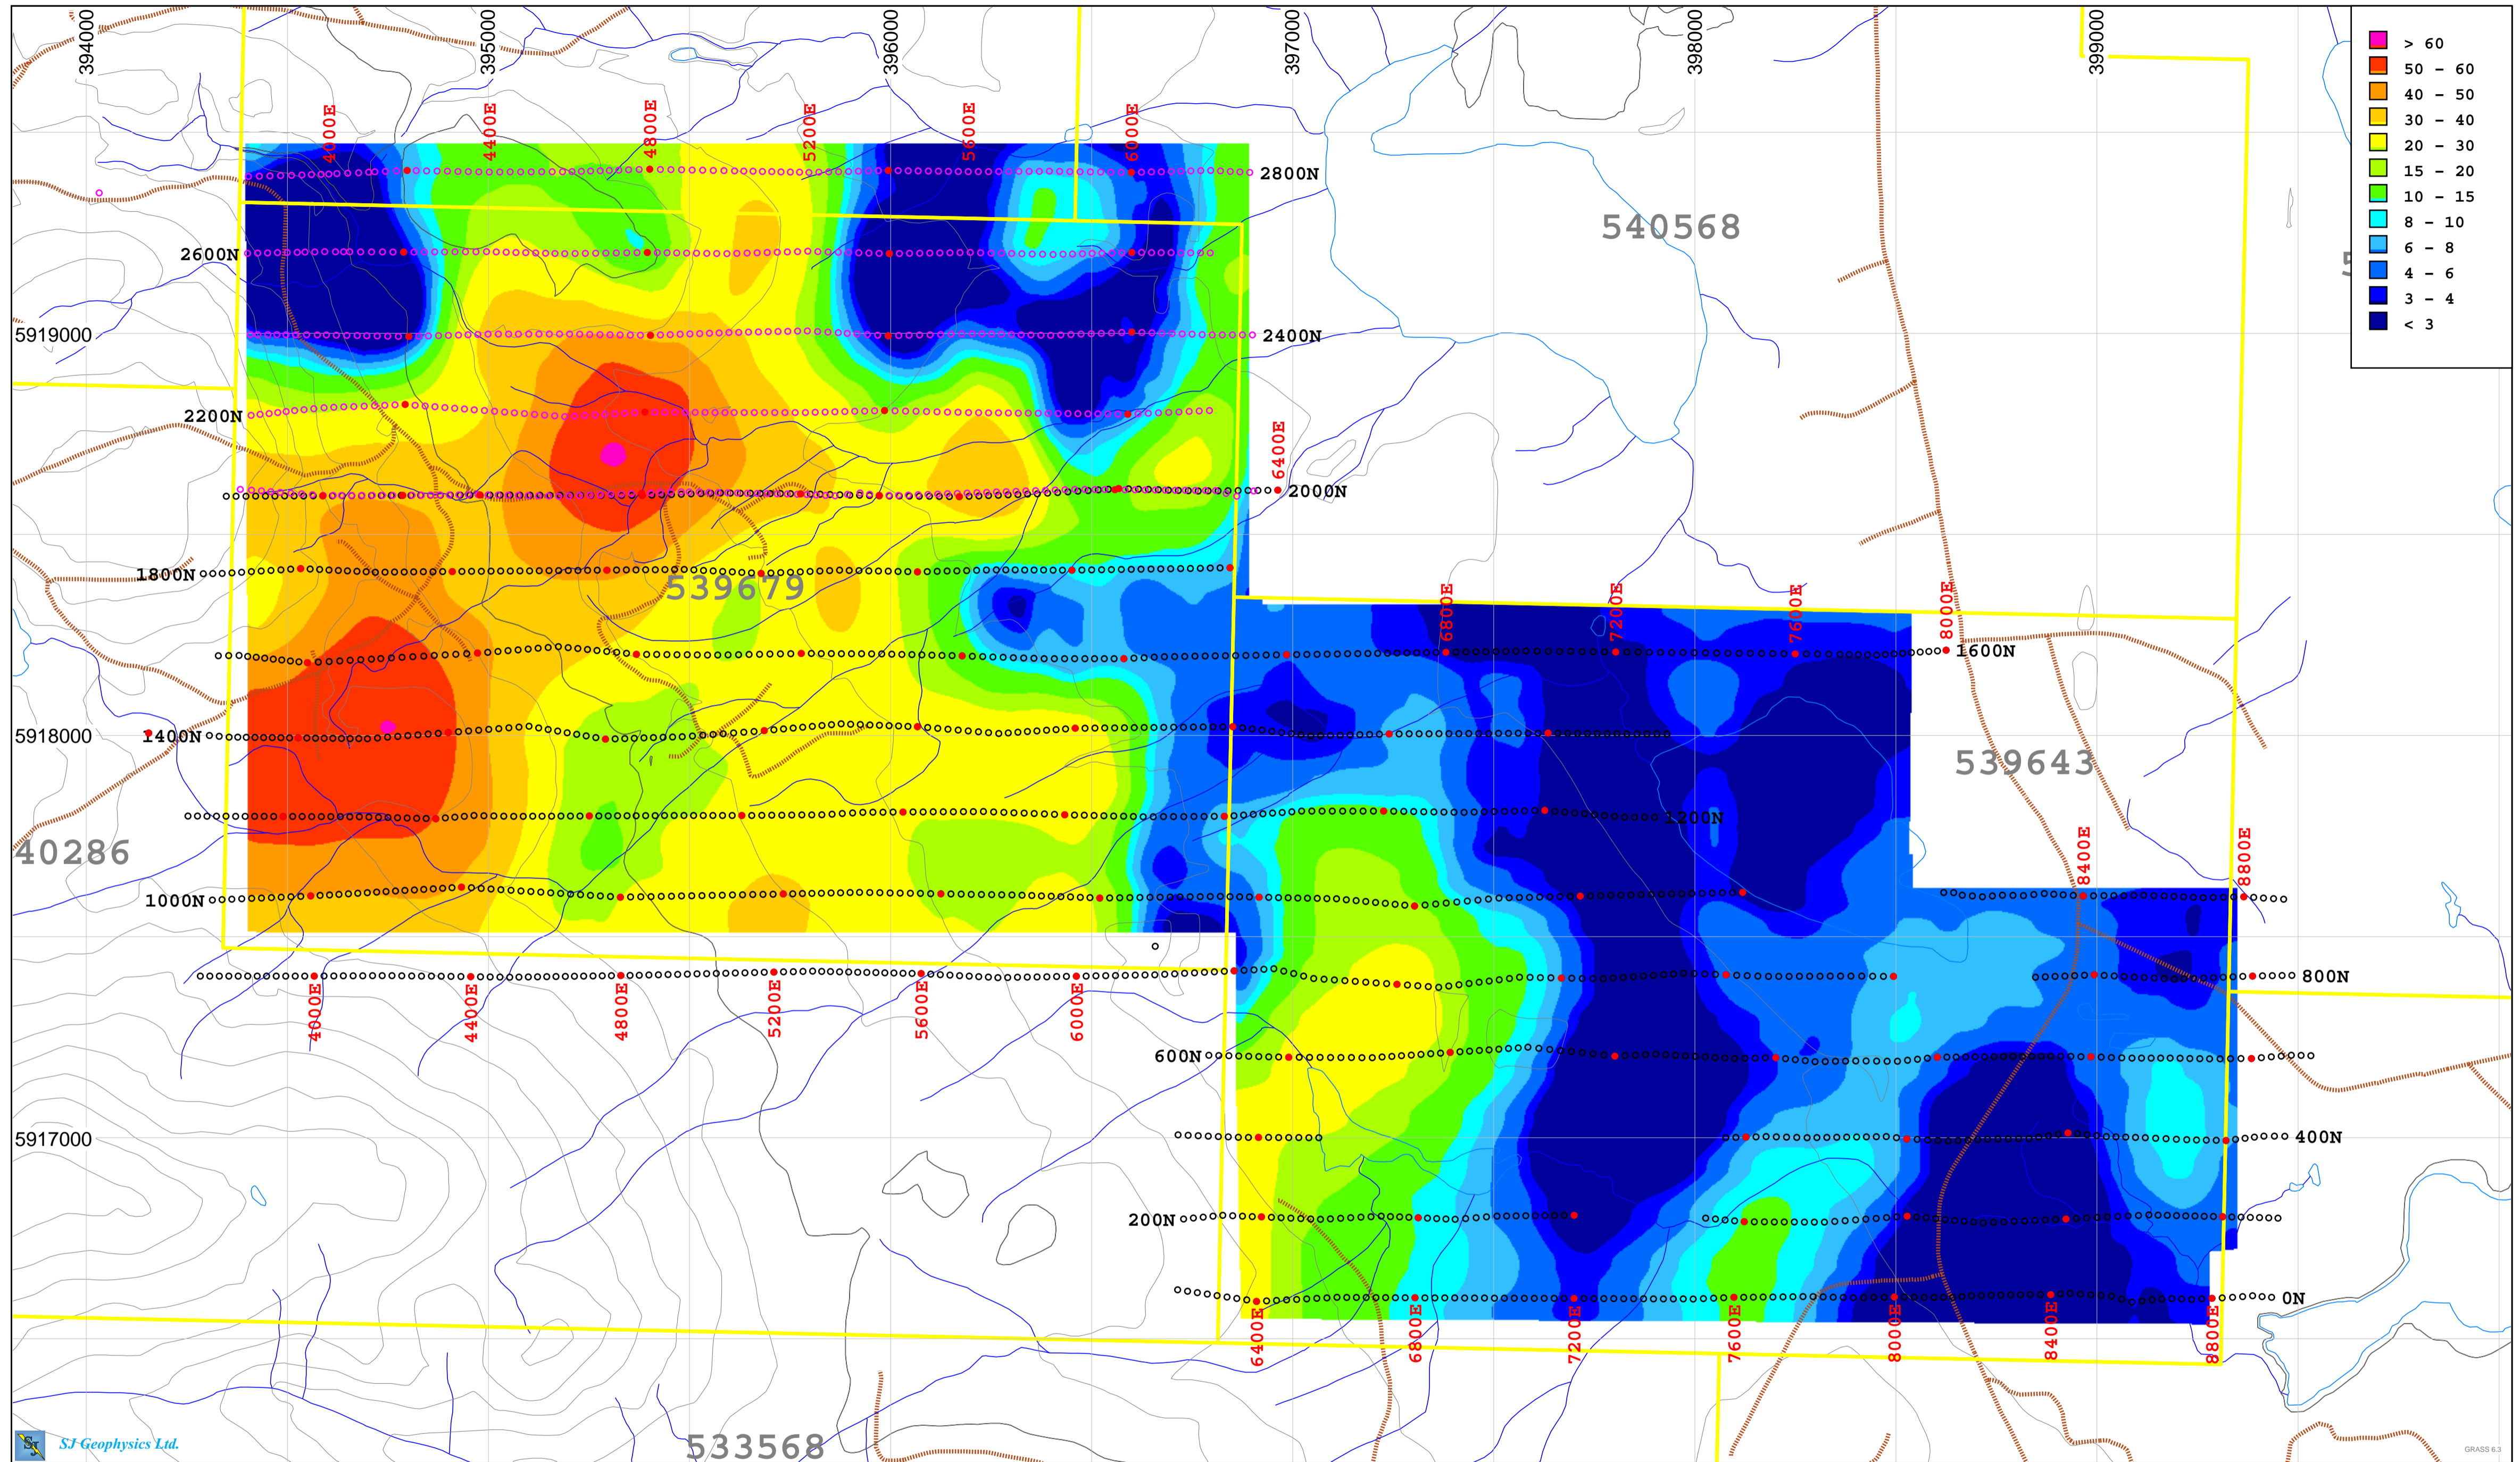 394000
395000
396000
397000
398000
399000
> 60
50 – 60
40 – 50
30 – 40
20 – 30
15 – 20
10 – 15
8 – 10
6 – 8
4 – 6
3 – 4
< 3
4000E
4400E
4800E
5200E
5600E
6000E
2800N
540568
2600N
5919000
2400N
2200N
6400E
2000N
1800N
539679
6800E
7200E
7600E
8000E
1600N
5918000
1400N
539643
1200N
40286
8400E
8800E
1000N
800N
4000E
4400E
4800E
5200E
5600E
6000E
600N
5917000
400N
200N
0N
6400E
6800E
7200E
7600E
8000E
8400E
8800E
SJ
SJ Geophysics Ltd.
533568
GRASS 6.3